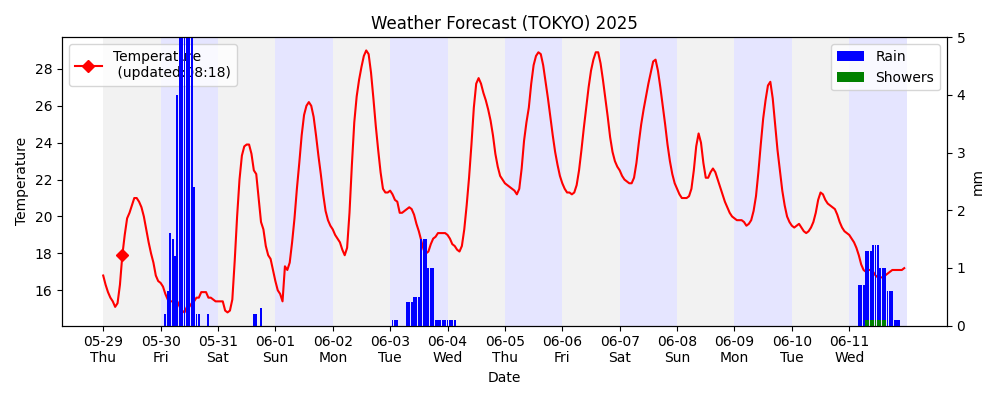 Weather Forecast (TOKYO) 2025
Temperature
(updated:08:18)
Rain
Showers
28
26
24
22
20
18
16
Temperature
5
4
3
2
1
0
mm
05-29 05-30 05-31 06-01 06-02 06-03 06-04 06-05 06-06 06-07 06-08 06-09 06-10 06-11
Thu Fri Sat Sun Mon Tue Wed Thu Fri Sat Sun Mon Tue Wed
Date